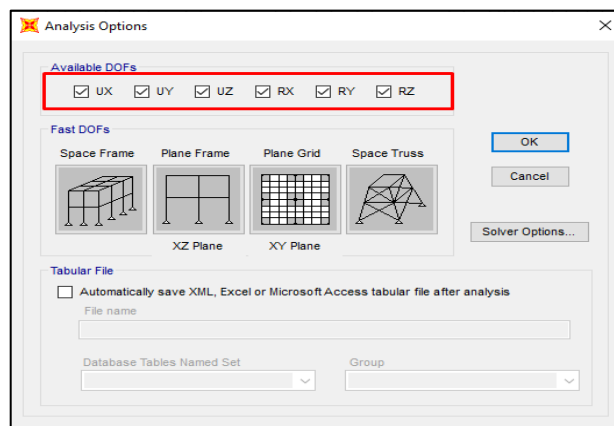 Analysis Options
Available DOFs
UX UY UZ RX RY RZ
Fast DOFs
Space Frame Plane Frame Plane Grid Space Truss
XZ Plane XY Plane
OK
Cancel
Solver Options...
Tabular File
Automatically save XML, Excel or Microsoft Access tabular file after analysis
File name
Database Tables Named Set Group